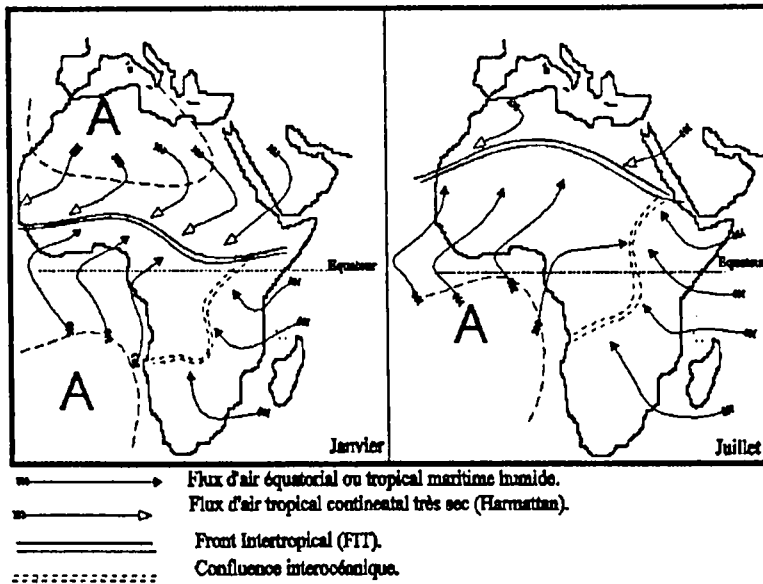 A
Equateur
A
Janvier
Equateur
A
Juillet
Flux d'air équatorial ou tropical maritime humide.
Flux d'air tropical continental très sec (Harmattan).
Front Intertropical (FIT).
Confluence interocéanique.